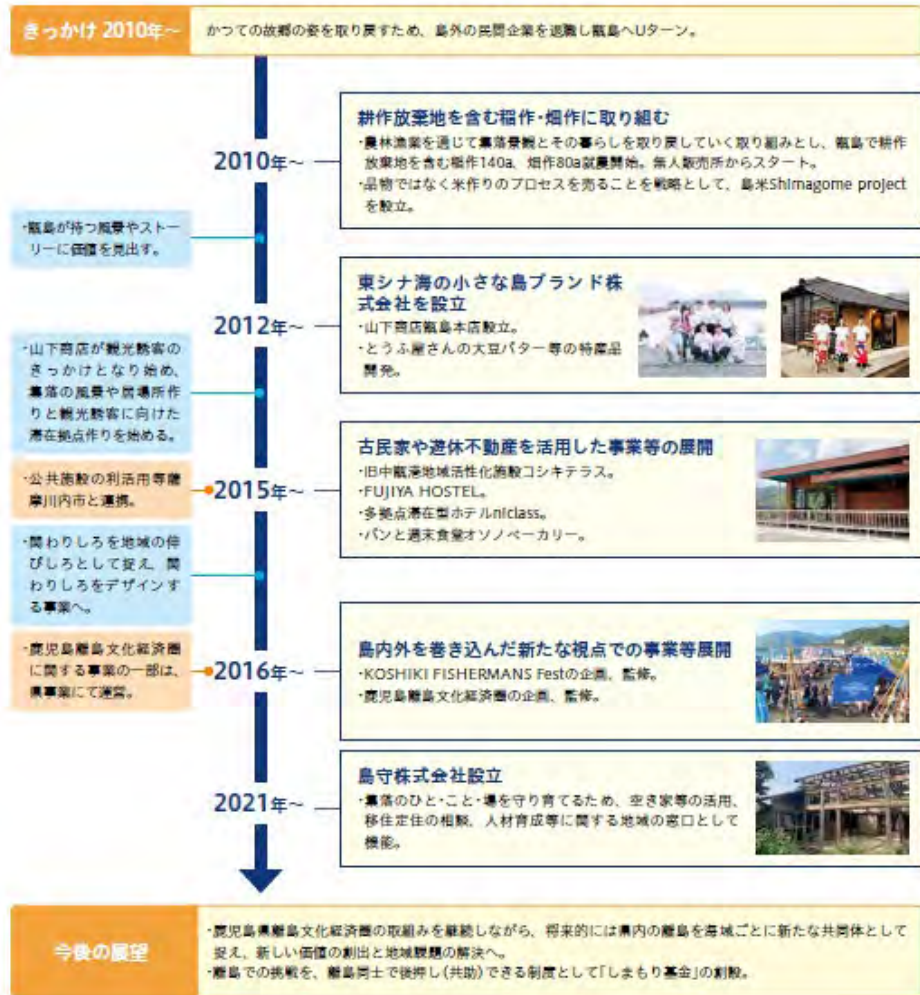 きっかけ 2010年～
かつての故郷の姿を取り戻すため、島外の民間企業を退職し甑島へUターン。
2010年～
耕作放棄地を含む稲作・畑作に取り組む
・農林漁業を通じて集落景観とその暮らしを取り戻していく取り組みとし、甑島で耕作
放棄地を含む稲作140a、畑作80a就農開始。無人販売所からスタート。
・品物ではなく米作りのプロセスを売ることを戦略として、島米Shimagome project
を設立。
・甑島が持つ風景やストー
リーに価値を見出す。
2012年～
東シナ海の小さな島ブランド株
式会社を設立
・山下商店甑島本店設立。
・とうふ屋さんの大豆バター等の特産品
開発。
・山下商店が観光誘客の
きっかけとなり始め、
集落の風景や居場所作
りと観光誘客に向けた
滞在拠点作りを始める。
2015年～
古民家や遊休不動産を活用した事業等の展開
・旧中甑港地域活性化施設コシキテラス。
・FUJIYA HOSTEL。
・多拠点滞在型ホテルniclass。
・パンと週末食堂オソノベーカリー。
・公共施設の利活用等薩
摩川内市と連携。
・関わりしろを地域の伸
びしろとして捉え、関
わりしろをデザインす
る事業へ。
2016年～
島内外を巻き込んだ新たな視点での事業等展開
・KOSHIKI FISHERMANS Festの企画、監修。
・鹿児島離島文化経済圏の企画、監修。
・鹿児島離島文化経済圏
に関する事業の一部は、
県事業にて運営。
2021年～
島守株式会社設立
・集落のひと・こと・場を守り育てるため、空き家等の活用、
移住定住の相談、人材育成等に関する地域の窓口として
機能。
今後の展望
・鹿児島県離島文化経済圏の取組みを継続しながら、将来的には県内の離島を海域ごとに新たな共同体として
捉え、新しい価値の創出と地域課題の解決へ。
・離島での挑戦を、離島同士で後押し(共助)できる制度として「しまもり基金」の創設。